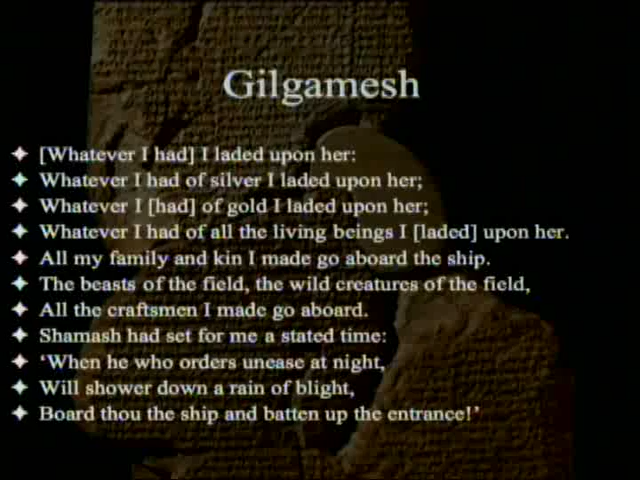 Gilgamesh
[Whatever I had] I laded upon her:
Whatever I had of silver I laded upon her;
Whatever I [had] of gold I laded upon her;
Whatever I had of all the living beings I [laded] upon her.
All my family and kin I made go aboard the ship.
The beasts of the field, the wild creatures of the field,
All the craftsmen I made go aboard.
Shamash had set for me a stated time:
‘When he who orders unease at night,
Will shower down a rain of blight,
Board thou the ship and batten up the entrance!’